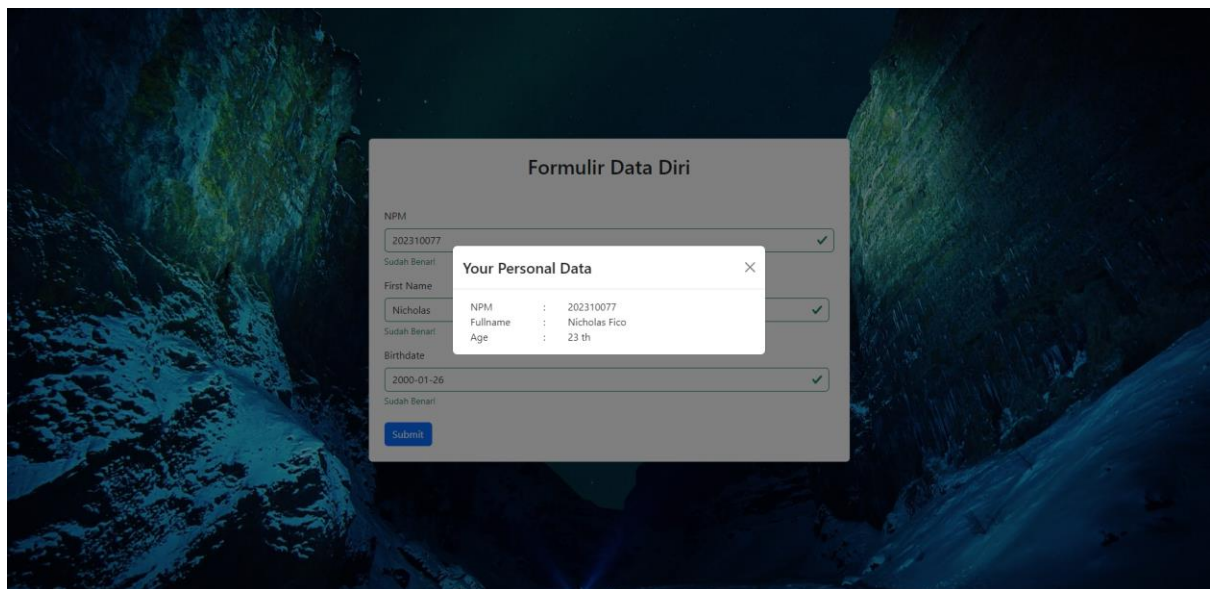 Formulir Data Diri
NPM
202310077
Sudah Benar!
Your Personal Data
NPM : 202310077
Fullname : Nicholas Fico
Age : 23 th
First Name
Nicholas
Sudah Benar!
Birthdate
2000-01-26
Sudah Benar!
Submit